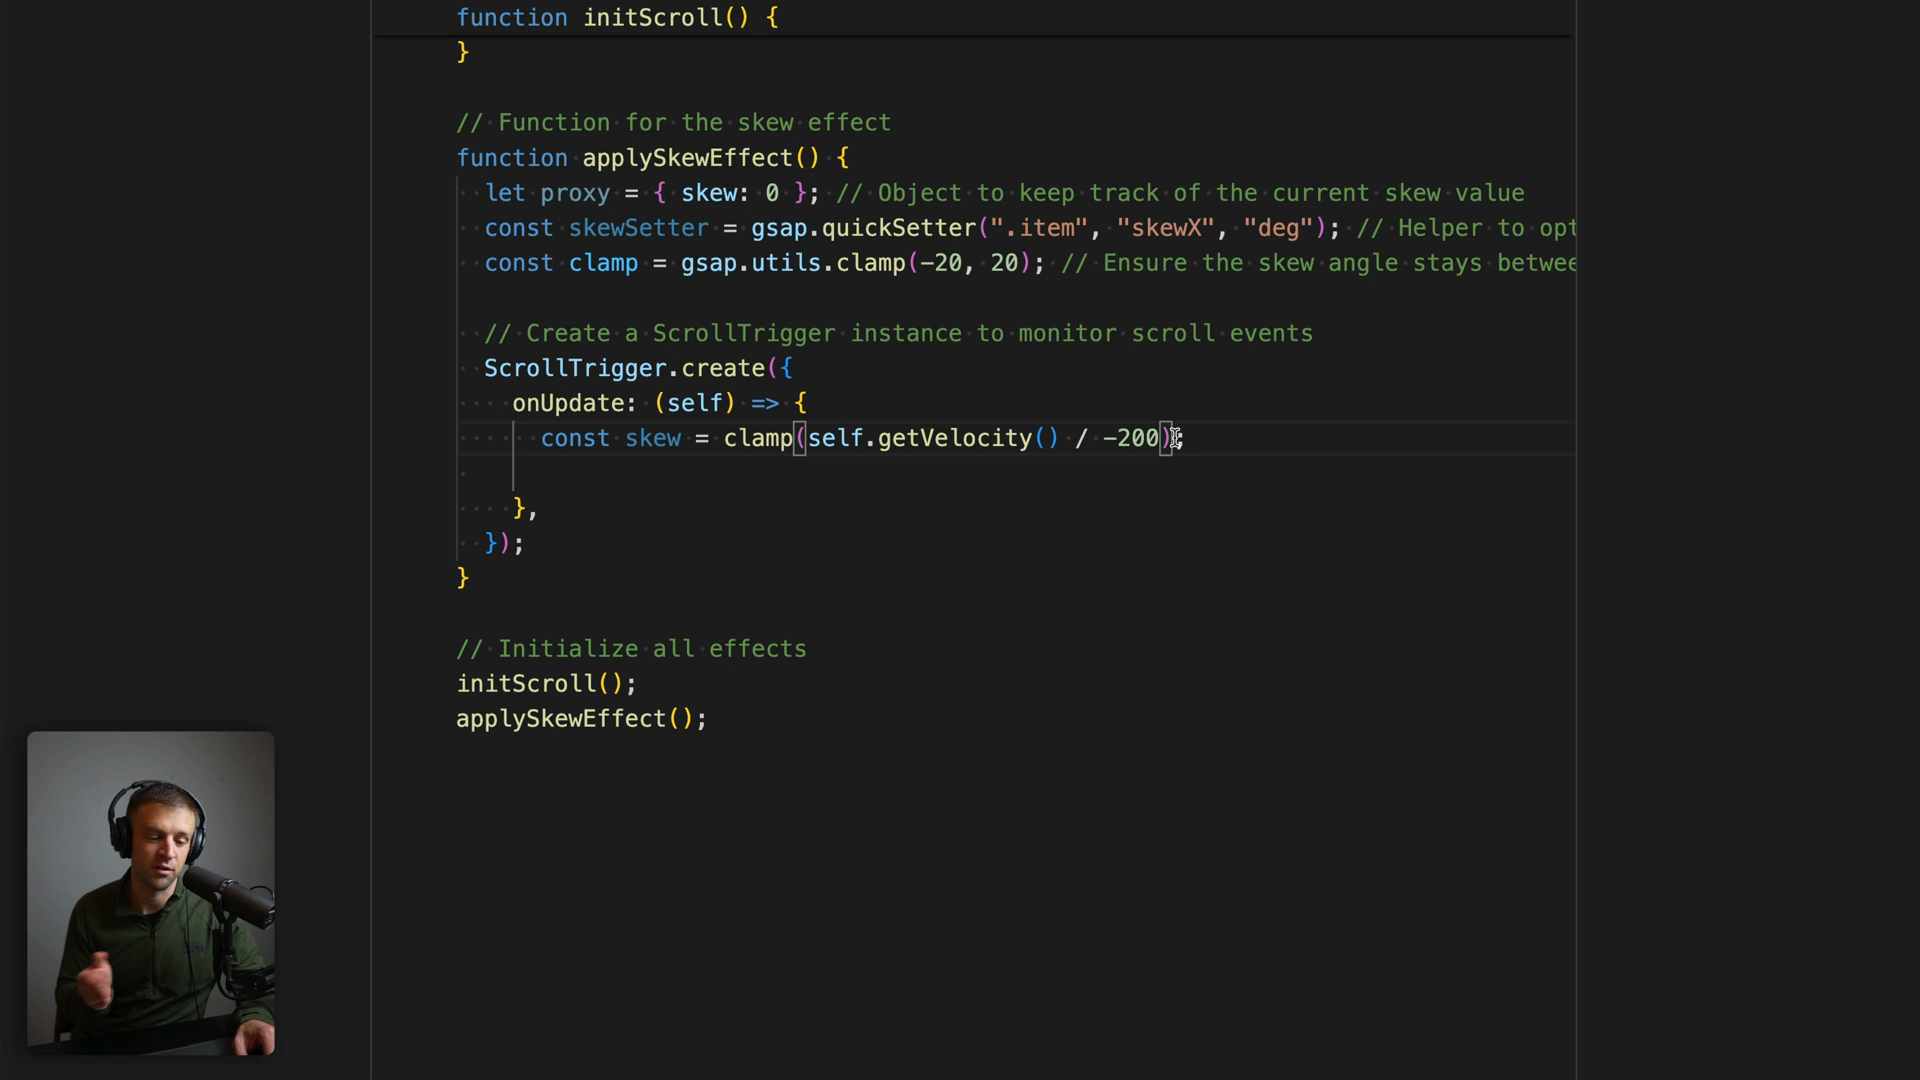 function initScroll() {
}
// Function for the skew effect
function applySkewEffect() {
let proxy = { skew: 0 }; // Object to keep track of the current skew value
const skewSetter = gsap.quickSetter(".item", "skewX", "deg"); // Helper to opt
const clamp = gsap.utils.clamp(-20, 20); // Ensure the skew angle stays betwee
// Create a ScrollTrigger instance to monitor scroll events
ScrollTrigger.create({
onUpdate: (self) => {
const skew = clamp(self.getVelocity() / -200);
},
});
}
// Initialize all effects
initScroll();
applySkewEffect();